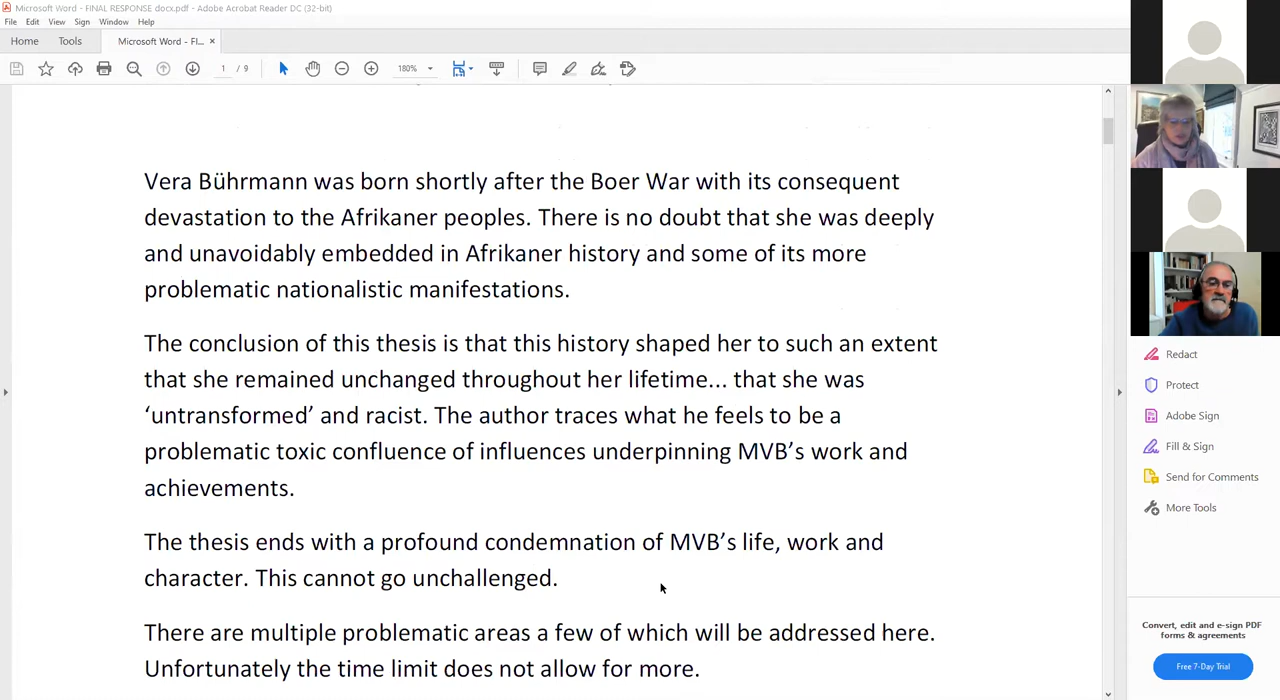 Microsoft Word - FINAL RESPONSE docx.pdf - Adobe Acrobat Reader DC (32-bit)
File Edit View Sign Window Help
Home Tools Microsoft Word - FI... ×
1 / 9 180%
Vera Bührmann was born shortly after the Boer War with its consequent
devastation to the Afrikaner peoples. There is no doubt that she was deeply
and unavoidably embedded in Afrikaner history and some of its more
problematic nationalistic manifestations.
The conclusion of this thesis is that this history shaped her to such an extent
that she remained unchanged throughout her lifetime... that she was
‘untransformed’ and racist. The author traces what he feels to be a
problematic toxic confluence of influences underpinning MVB’s work and
achievements.
The thesis ends with a profound condemnation of MVB’s life, work and
character. This cannot go unchallenged.
There are multiple problematic areas a few of which will be addressed here.
Unfortunately the time limit does not allow for more.
Redact
Protect
Adobe Sign
Fill & Sign
Send for Comments
More Tools
Convert, edit and e-sign PDF
forms & agreements
Free 7-Day Trial